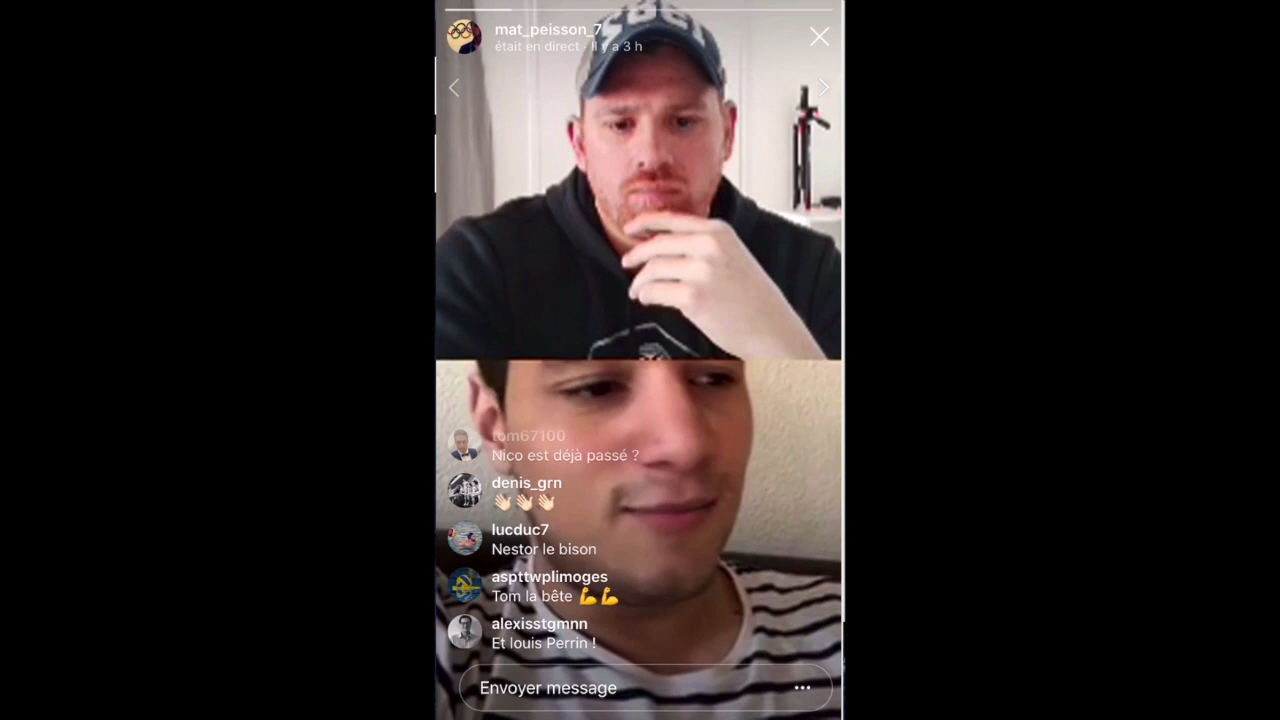 mat_peisson_7
était en direct · Il y a 3 h
tom67100
Nico est déjà passé ?
denis_grn
👋🏻👋🏻👋🏻
lucduc7
Nestor le bison
aspttwplimoges
Tom la bête 💪💪
alexisstgmnn
Et louis Perrin !
Envoyer message